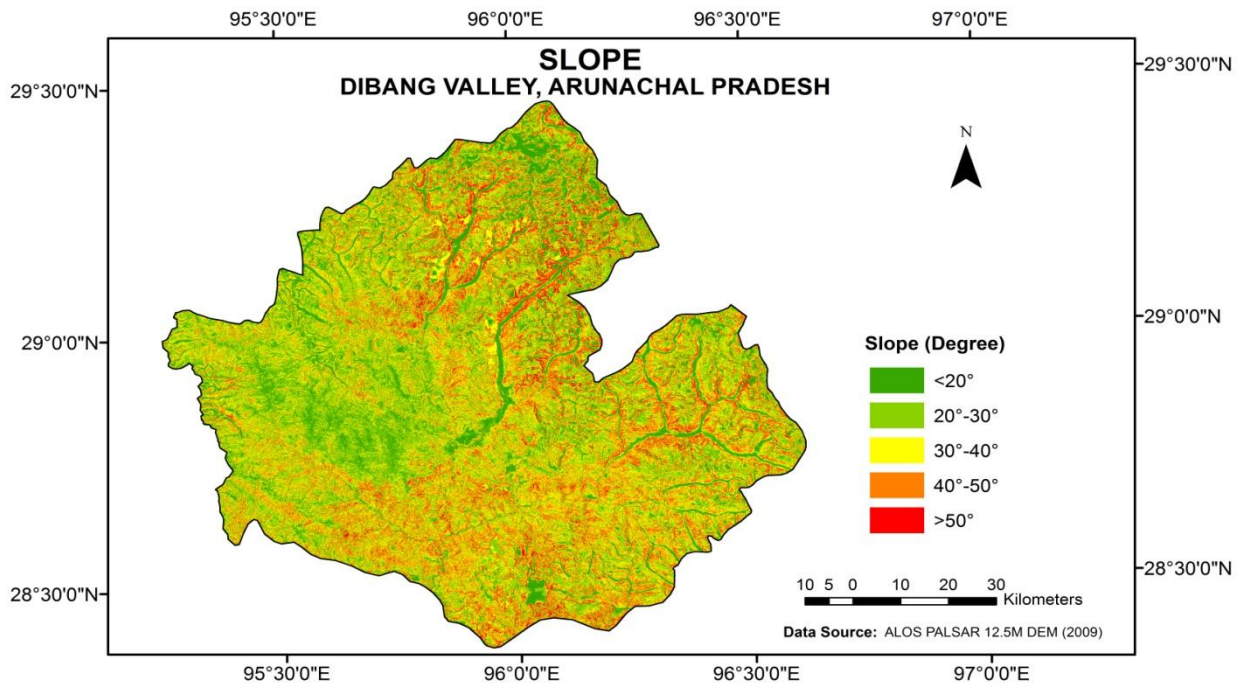 95°30'0"E 96°0'0"E 96°30'0"E 97°0'0"E
SLOPE
DIBANG VALLEY, ARUNACHAL PRADESH
29°30'0"N
29°30'0"N
N
29°0'0"N
29°0'0"N
Slope (Degree)
<20°
20°-30°
30°-40°
40°-50°
>50°
28°30'0"N
28°30'0"N
10 5 0 10 20 30
Kilometers
Data Source: ALOS PALSAR 12.5M DEM (2009)
95°30'0"E 96°0'0"E 96°30'0"E 97°0'0"E